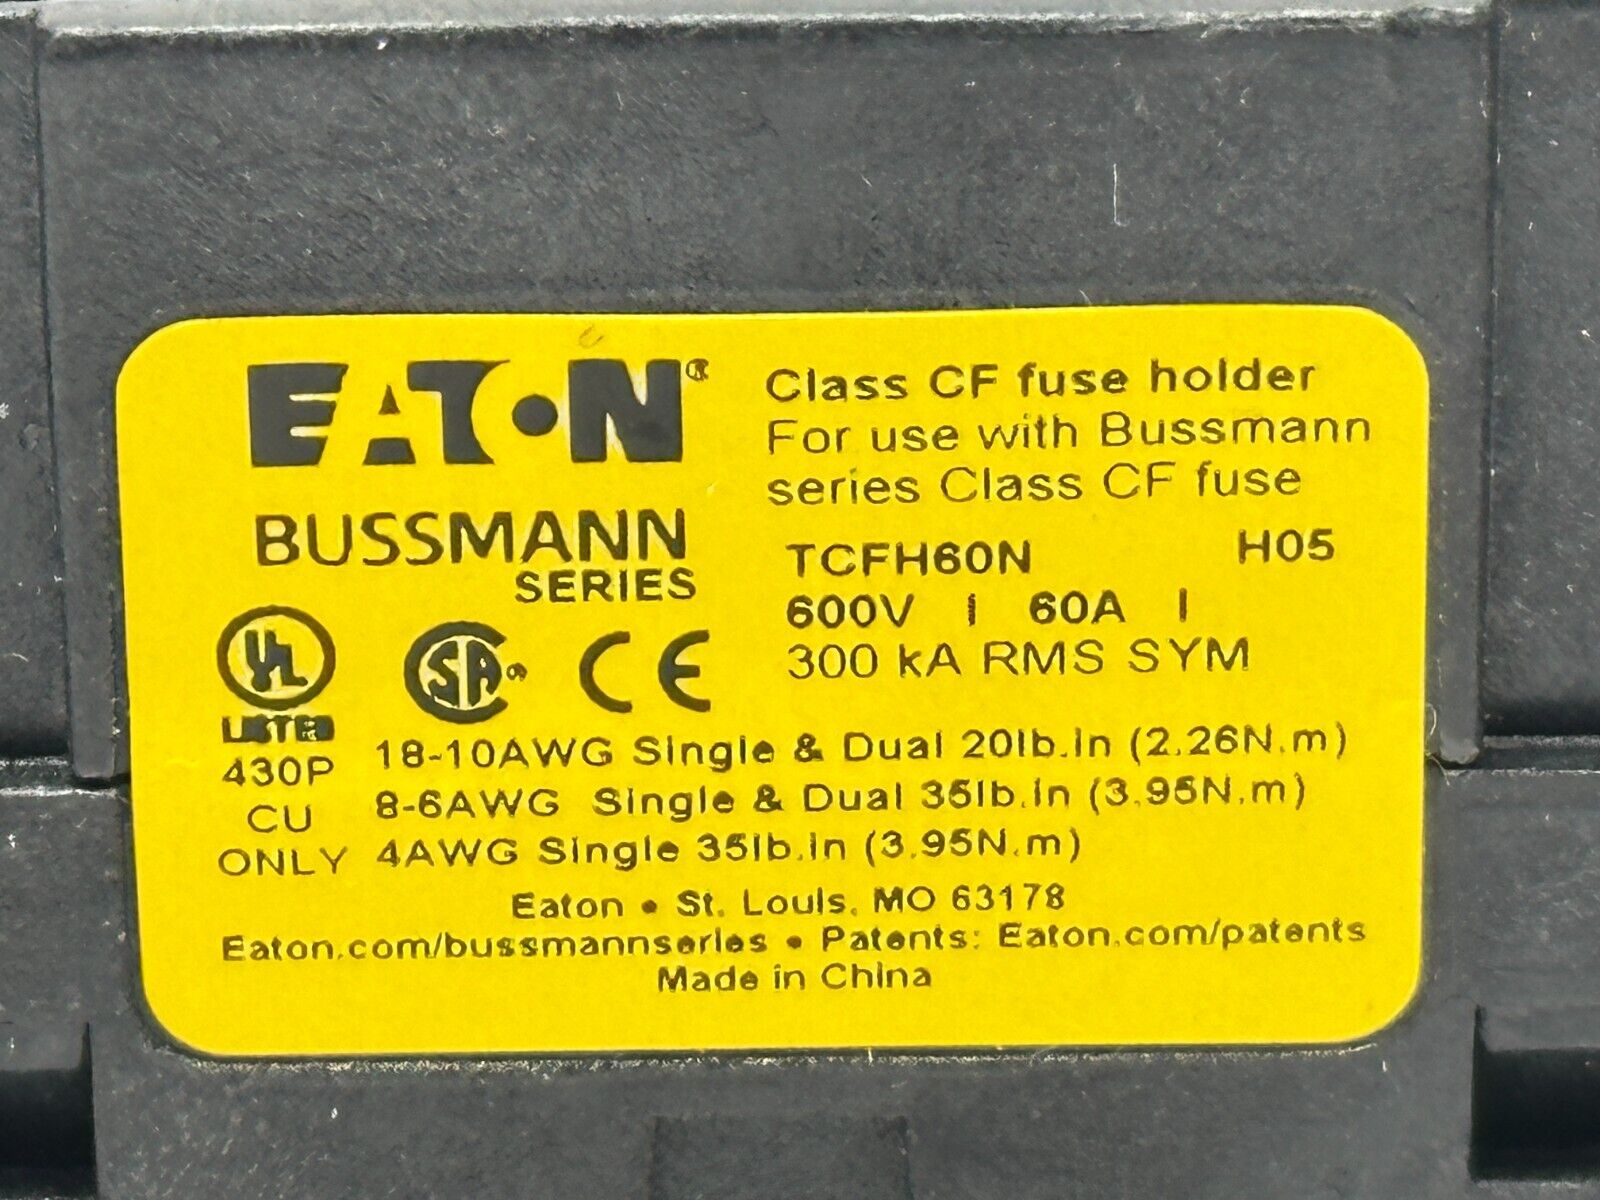 EATON®
BUSSMANN
SERIES
Class CF fuse holder
For use with Bussmann
series Class CF fuse
TCFH60N H05
600V | 60A |
300 kA RMS SYM
UL
LISTED
430P
CU
ONLY
SA®
CE
18-10AWG Single & Dual 20lb.in (2.26N.m)
8-6AWG Single & Dual 35lb.in (3.95N.m)
4AWG Single 35lb.in (3.95N.m)
Eaton • St. Louis, MO 63178
Eaton.com/bussmannseries • Patents: Eaton.com/patents
Made in China